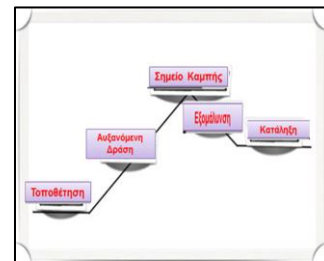 Σημείο Καμπής
Εξομάλυνση
Αυξανόμενη
Δράση
Κατάληξη
Τοποθέτηση